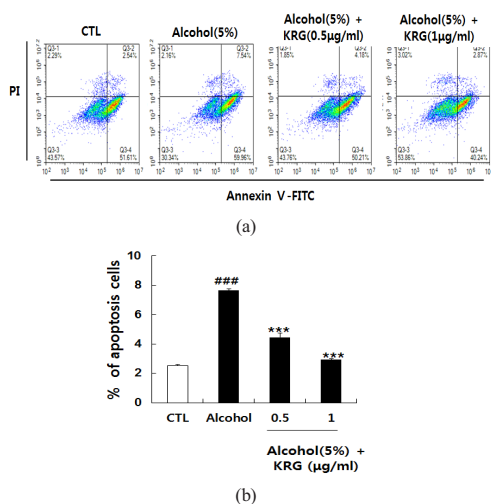 CTL
Alcohol(5%)
Alcohol(5%) +
KRG(0.5μg/ml)
Alcohol(5%) +
KRG(1μg/ml)
PI
Q3-1
2.29%
Q3-2
2.54%
Q3-3
43.57%
Q3-4
51.61%
Q3-1
2.16%
Q3-2
7.54%
Q3-3
30.34%
Q3-4
59.96%
Q3-1
1.85%
Q3-2
4.18%
Q3-3
43.76%
Q3-4
50.21%
Q3-1
3.02%
Q3-2
2.87%
Q3-3
53.86%
Q3-4
40.24%
Annexin V-FITC
(a)
% of apoptosis cells
10
8
6
4
2
0
###
***
***
CTL
Alcohol
0.5
1
Alcohol(5%) +
KRG (μg/ml)
(b)